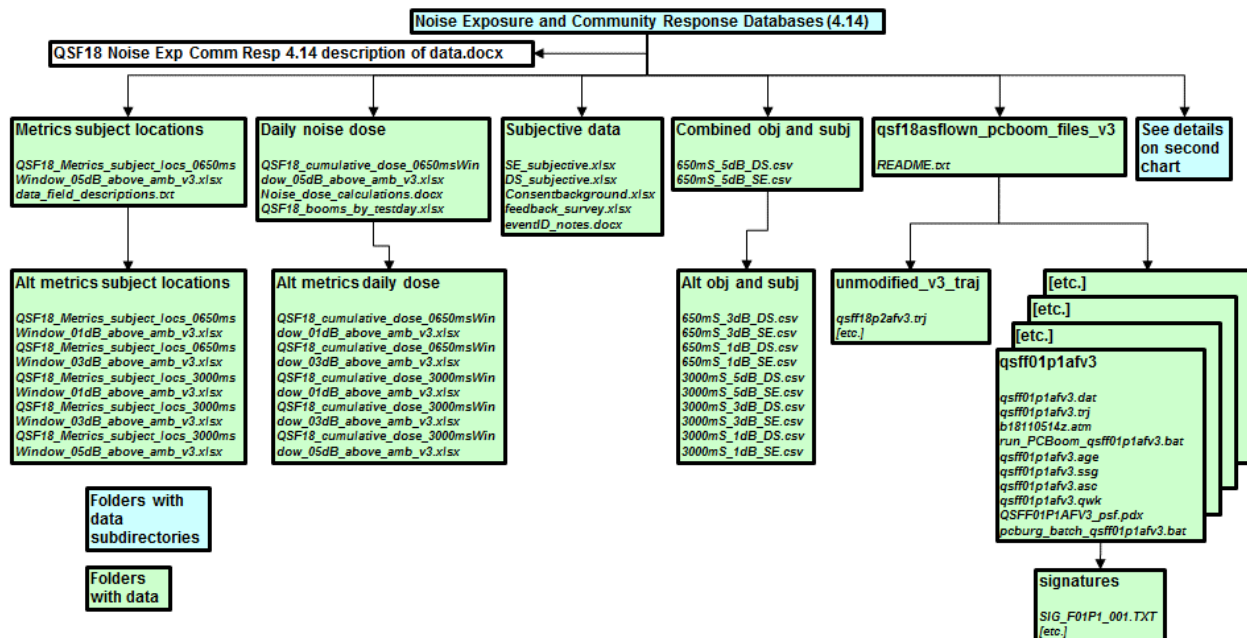 Noise Exposure and Community Response Databases (4.14)
QSF18 Noise Exp Comm Resp 4.14 description of data.docx
Metrics subject locations
QSF18_Metrics_subject_locs_0650ms
Window_05dB_above_amb_v3.xlsx
data_field_descriptions.txt
Daily noise dose
QSF18_cumulative_dose_0650msWin
dow_05dB_above_amb_v3.xlsx
Noise_dose_calculations.docx
QSF18_booms_by_testday.xlsx
Subjective data
SE_subjective.xlsx
DS_subjective.xlsx
Consentbackground.xlsx
feedback_survey.xlsx
eventID_notes.docx
Combined obj and subj
650mS_5dB_DS.csv
650mS_5dB_SE.csv
qsf18asflown_pcboom_files_v3
README.txt
See details
on second
chart
Alt metrics subject locations
QSF18_Metrics_subject_locs_0650ms
Window_01dB_above_amb_v3.xlsx
QSF18_Metrics_subject_locs_0650ms
Window_03dB_above_amb_v3.xlsx
QSF18_Metrics_subject_locs_3000ms
Window_01dB_above_amb_v3.xlsx
QSF18_Metrics_subject_locs_3000ms
Window_03dB_above_amb_v3.xlsx
QSF18_Metrics_subject_locs_3000ms
Window_05dB_above_amb_v3.xlsx
Alt metrics daily dose
QSF18_cumulative_dose_0650msWin
dow_01dB_above_amb_v3.xlsx
QSF18_cumulative_dose_0650msWin
dow_03dB_above_amb_v3.xlsx
QSF18_cumulative_dose_3000msWin
dow_01dB_above_amb_v3.xlsx
QSF18_cumulative_dose_3000msWin
dow_03dB_above_amb_v3.xlsx
QSF18_cumulative_dose_3000msWin
dow_05dB_above_amb_v3.xlsx
Alt obj and subj
650mS_3dB_DS.csv
650mS_3dB_SE.csv
650mS_1dB_DS.csv
650mS_1dB_SE.csv
3000mS_5dB_DS.csv
3000mS_5dB_SE.csv
3000mS_3dB_DS.csv
3000mS_3dB_SE.csv
3000mS_1dB_DS.csv
3000mS_1dB_SE.csv
unmodified_v3_traj
qsff18p2afv3.trj
[etc.]
[etc.]
[etc.]
[etc.]
qsff01p1afv3
qsff01p1afv3.dat
qsff01p1afv3.trj
b18110514z.atm
run_PCBoom_qsff01p1afv3.bat
qsff01p1afv3.age
qsff01p1afv3.ssg
qsff01p1afv3.asc
qsff01p1afv3.qwk
QSFF01P1AFV3_psf.pdx
pcburg_batch_qsff01p1afv3.bat
signatures
SIG_F01P1_001.TXT
[etc.]
Folders with
data
subdirectories
Folders
with data